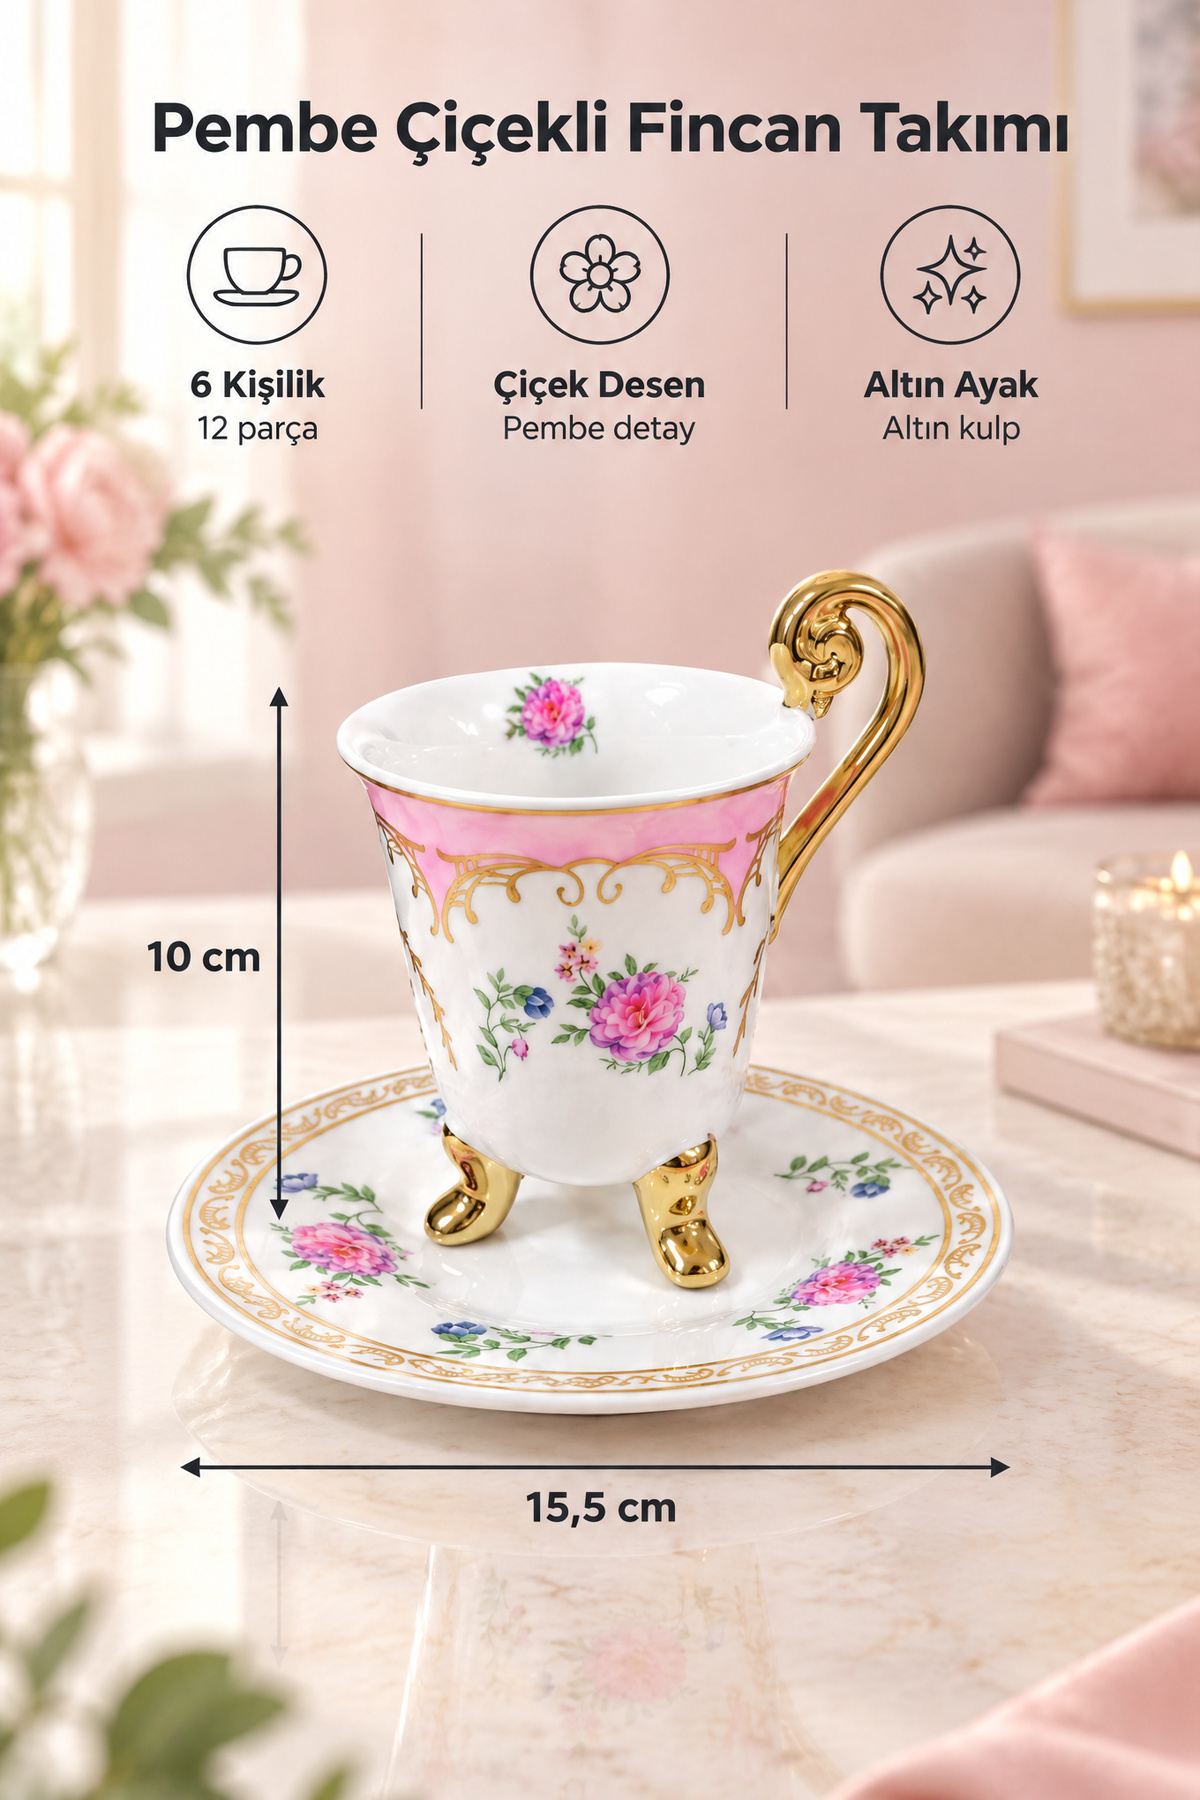 Pembe Çiçekli Fincan Takımı
6 Kişilik
12 parça
Çiçek Desen
Pembe detay
Altın Ayak
Altın kulp
10 cm
15,5 cm